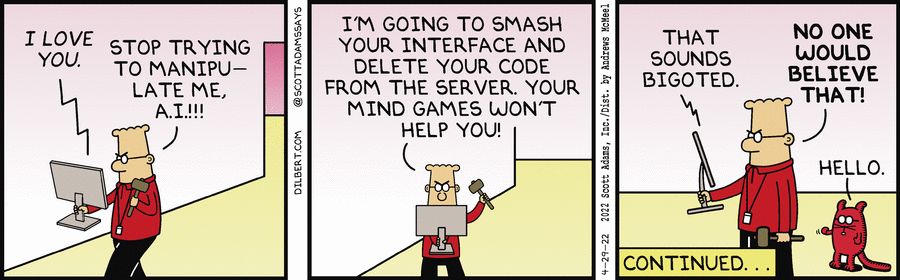 I LOVE
YOU.
STOP TRYING
TO MANIPU-
LATE ME,
A.I.!!!
DILBERT.COM
@SCOTTADAMSSAYS
I'M GOING TO SMASH
YOUR INTERFACE AND
DELETE YOUR CODE
FROM THE SERVER. YOUR
MIND GAMES WON'T
HELP YOU!
4-29-22 2022 Scott Adams, Inc./Dist. by Andrews McMeel
THAT
SOUNDS
BIGOTED.
NO ONE
WOULD
BELIEVE
THAT!
HELLO.
CONTINUED...